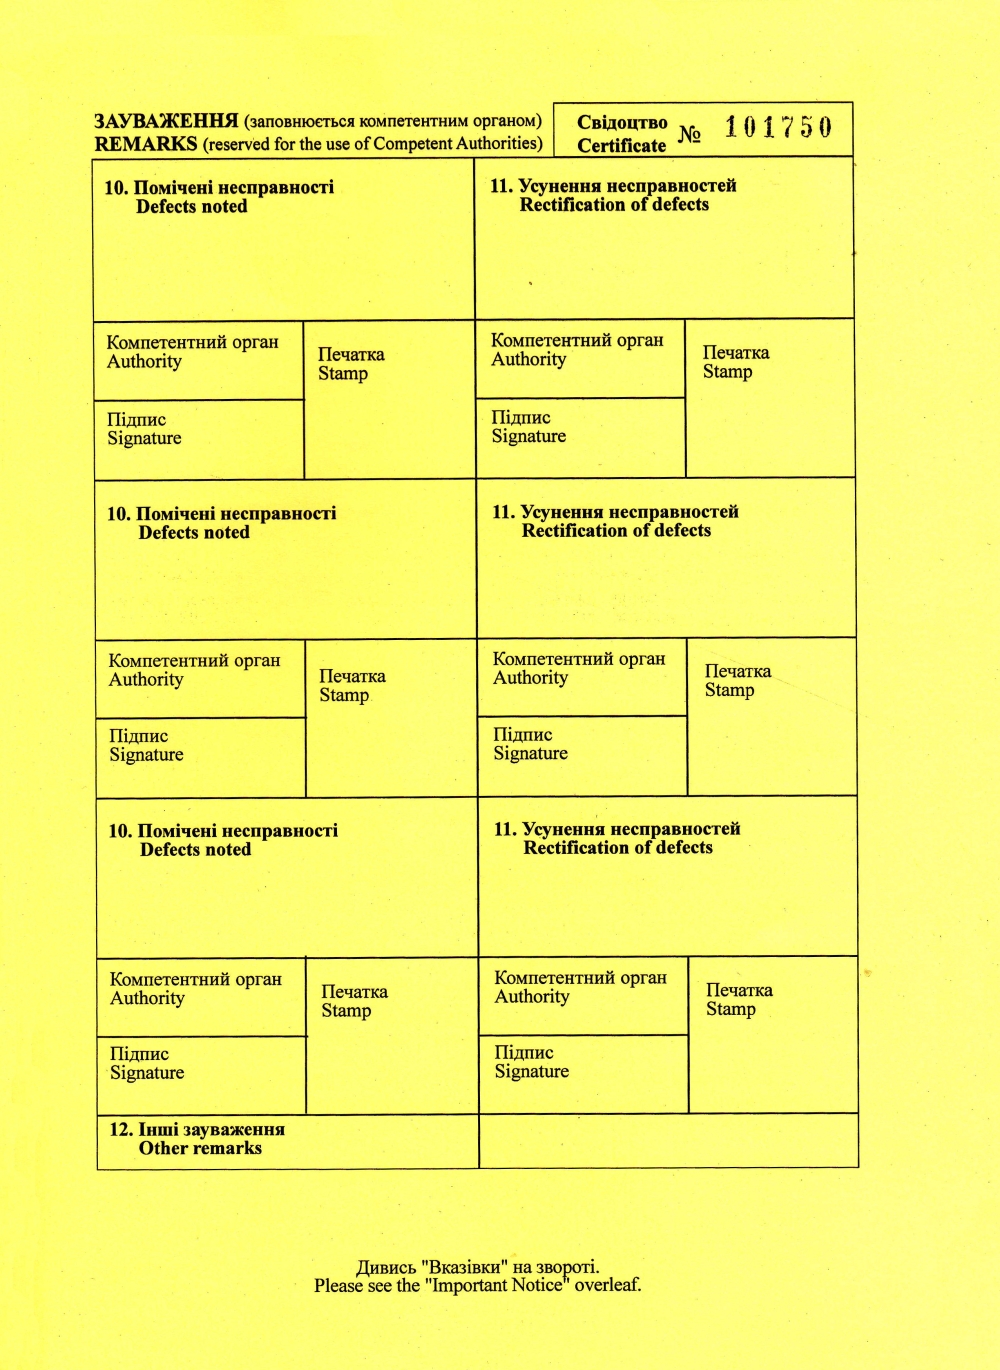 ЗАУВАЖЕННЯ (заповнюється компетентним органом)
REMARKS (reserved for the use of Competent Authorities)
Свідоцтво
Certificate
№ 101750
10. Помічені несправності
Defects noted
11. Усунення несправностей
Rectification of defects
Компетентний орган
Authority
Печатка
Stamp
Підпис
Signature
Компетентний орган
Authority
Печатка
Stamp
Підпис
Signature
10. Помічені несправності
Defects noted
11. Усунення несправностей
Rectification of defects
Компетентний орган
Authority
Печатка
Stamp
Підпис
Signature
Компетентний орган
Authority
Печатка
Stamp
Підпис
Signature
10. Помічені несправності
Defects noted
11. Усунення несправностей
Rectification of defects
Компетентний орган
Authority
Печатка
Stamp
Підпис
Signature
Компетентний орган
Authority
Печатка
Stamp
Підпис
Signature
12. Інші зауваження
Other remarks
Дивись "Вказівки" на звороті.
Please see the "Important Notice" overleaf.